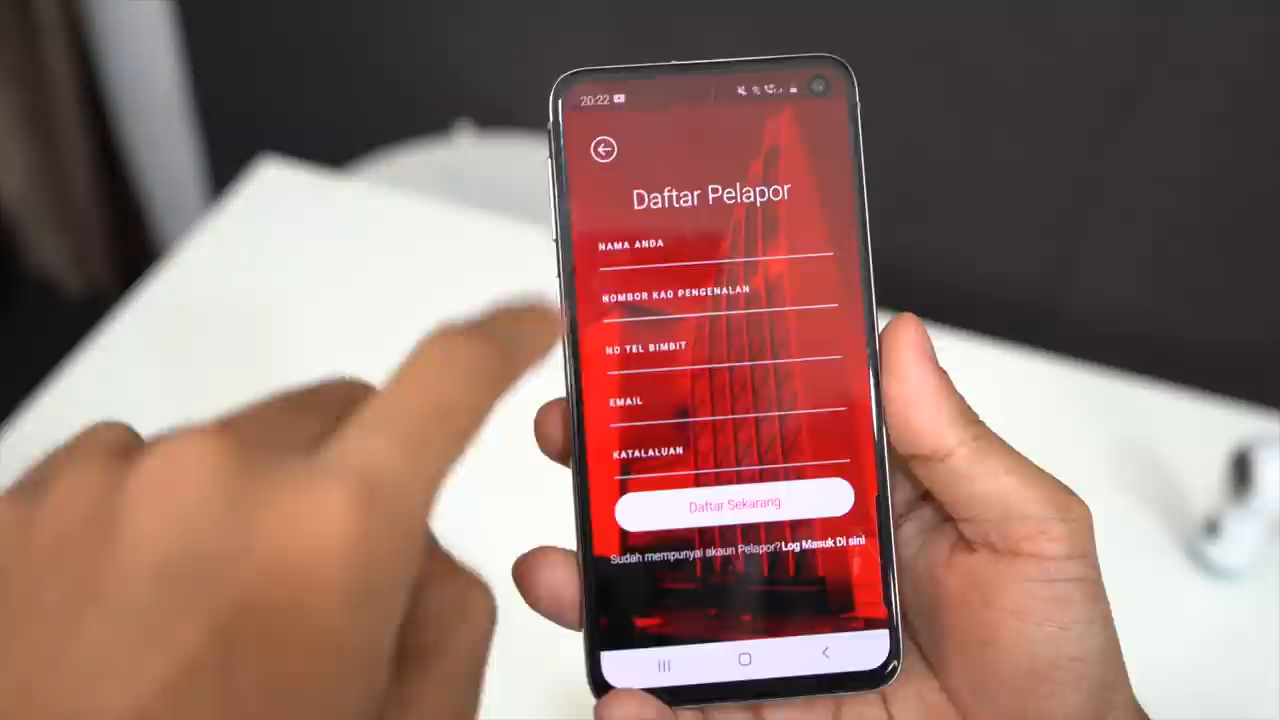 20:22
Daftar Pelapor
NAMA ANDA
NOMBOR KAD PENGENALAN
NO TEL BIMBIT
EMAIL
KATALALUAN
Daftar Sekarang
Sudah mempunyai akaun Pelapor? Log Masuk Di sini